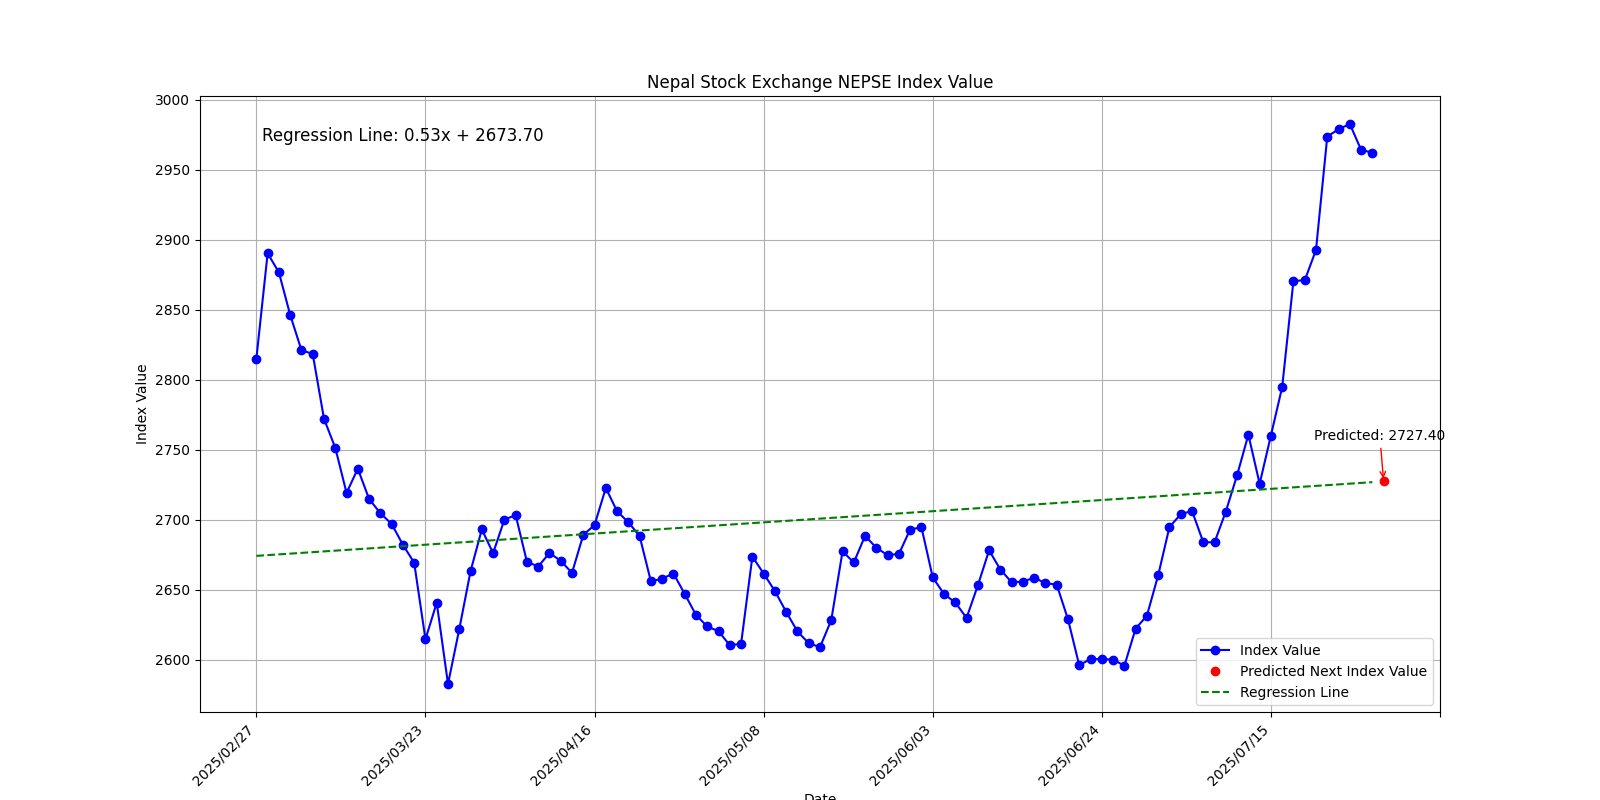 Nepal Stock Exchange NEPSE Index Value
3000
2950
2900
2850
2800
2750
2700
2650
2600
Index Value
Regression Line: 0.53x + 2673.70
Predicted: 2727.40
Index Value
Predicted Next Index Value
Regression Line
2025/02/27
2025/03/23
2025/04/16
2025/05/08
2025/06/03
2025/06/24
2025/07/15
Date